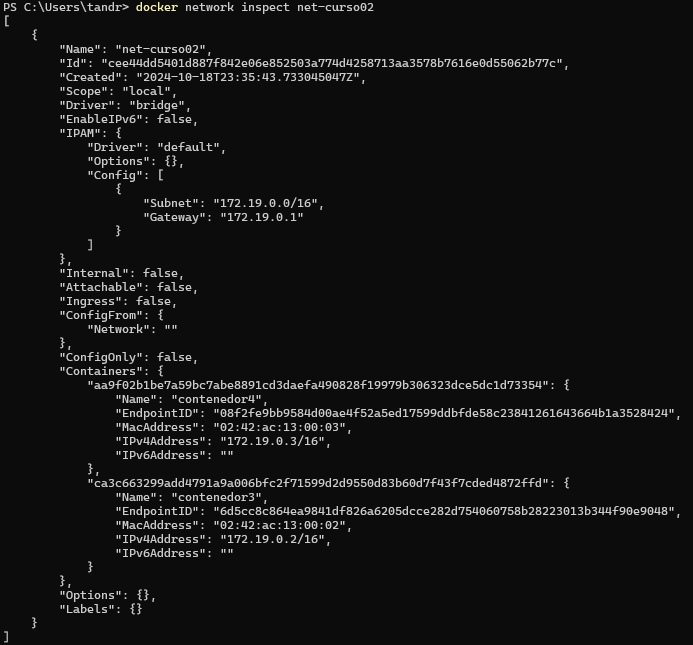 PS C:\Users\tandr> docker network inspect net-curso02
[
    {
        "Name": "net-curso02",
        "Id": "cee44dd5401d887f842e06e852503a774d4258713aa3578b7616e0d55062b77c",
        "Created": "2024-10-18T23:35:43.733045047Z",
        "Scope": "local",
        "Driver": "bridge",
        "EnableIPv6": false,
        "IPAM": {
            "Driver": "default",
            "Options": {},
            "Config": [
                {
                    "Subnet": "172.19.0.0/16",
                    "Gateway": "172.19.0.1"
                }
            ]
        },
        "Internal": false,
        "Attachable": false,
        "Ingress": false,
        "ConfigFrom": {
            "Network": ""
        },
        "ConfigOnly": false,
        "Containers": {
            "aa9f02b1be7a59bc7abe8891cd3daefa490828f19979b306323dce5dc1d73354": {
                "Name": "contenedor4",
                "EndpointID": "08f2fe9bb9584d00ae4f52a5ed17599ddbfde58c23841261643664b1a3528424",
                "MacAddress": "02:42:ac:13:00:03",
                "IPv4Address": "172.19.0.3/16",
                "IPv6Address": ""
            },
            "ca3c663299add4791a9a006bfc2f71599d2d9550d83b60d7f43f7cded4872ffd": {
                "Name": "contenedor3",
                "EndpointID": "6d5cc8c864ea9841df826a6205dcce282d754060758b28223013b344f90e9048",
                "MacAddress": "02:42:ac:13:00:02",
                "IPv4Address": "172.19.0.2/16",
                "IPv6Address": ""
            }
        },
        "Options": {},
        "Labels": {}
    }
]